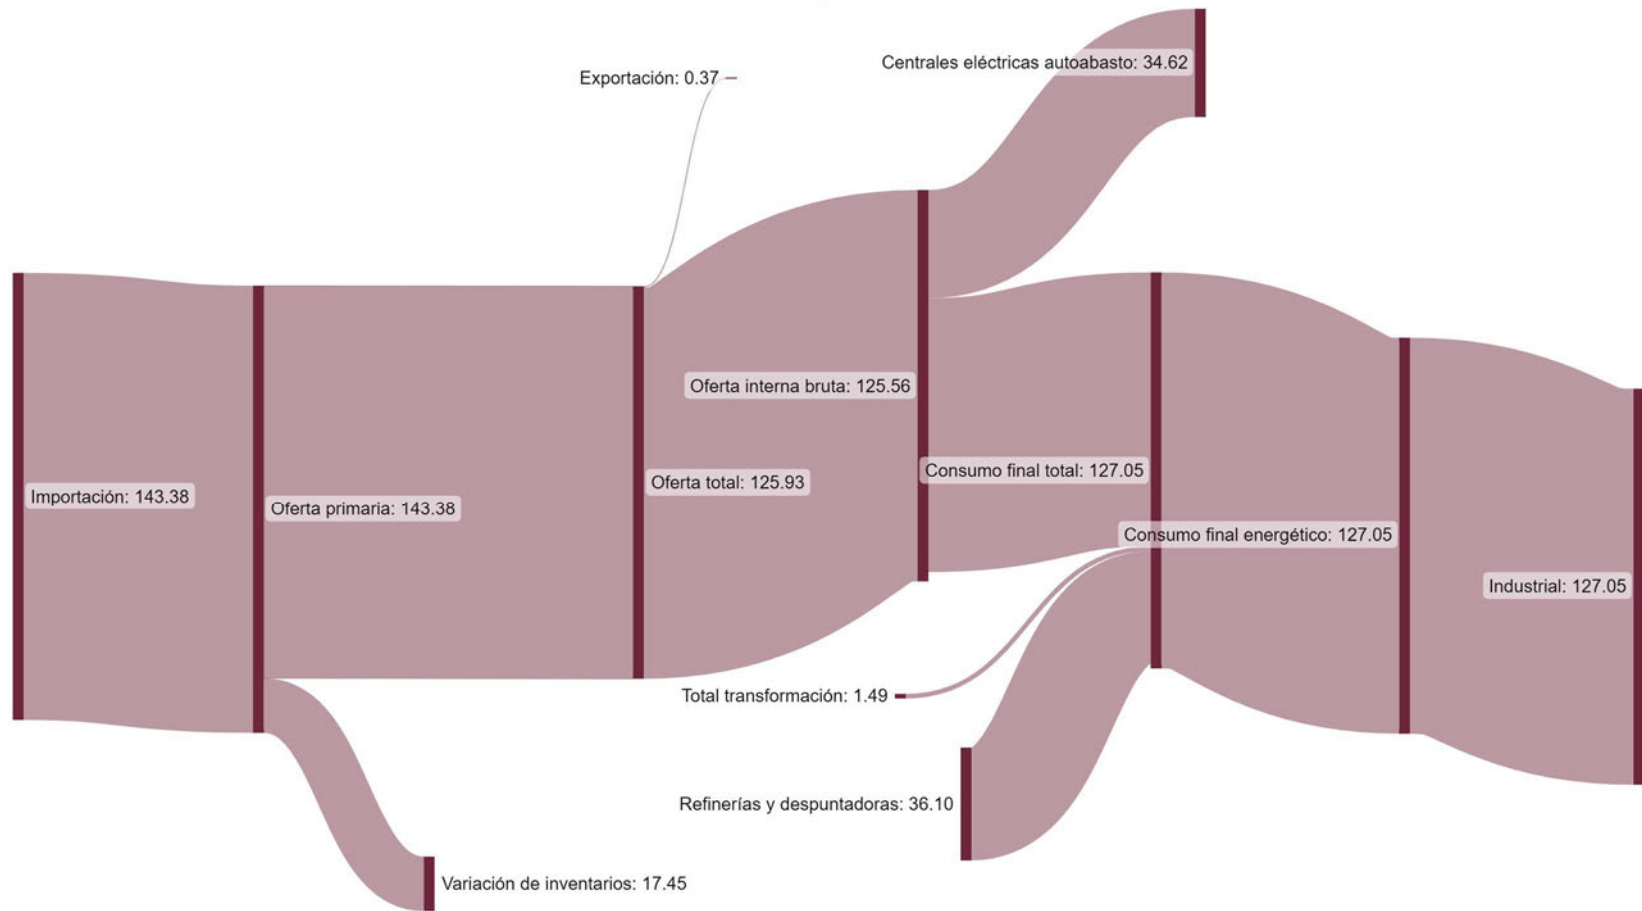 Centrales eléctricas autoabasto: 34.62
Exportación: 0.37
Oferta interna bruta: 125.56
Consumo final total: 127.05
Oferta total: 125.93
Importación: 143.38
Oferta primaria: 143.38
Consumo final energético: 127.05
Industrial: 127.05
Total transformación: 1.49
Refinerías y despuntadoras: 36.10
Variación de inventarios: 17.45